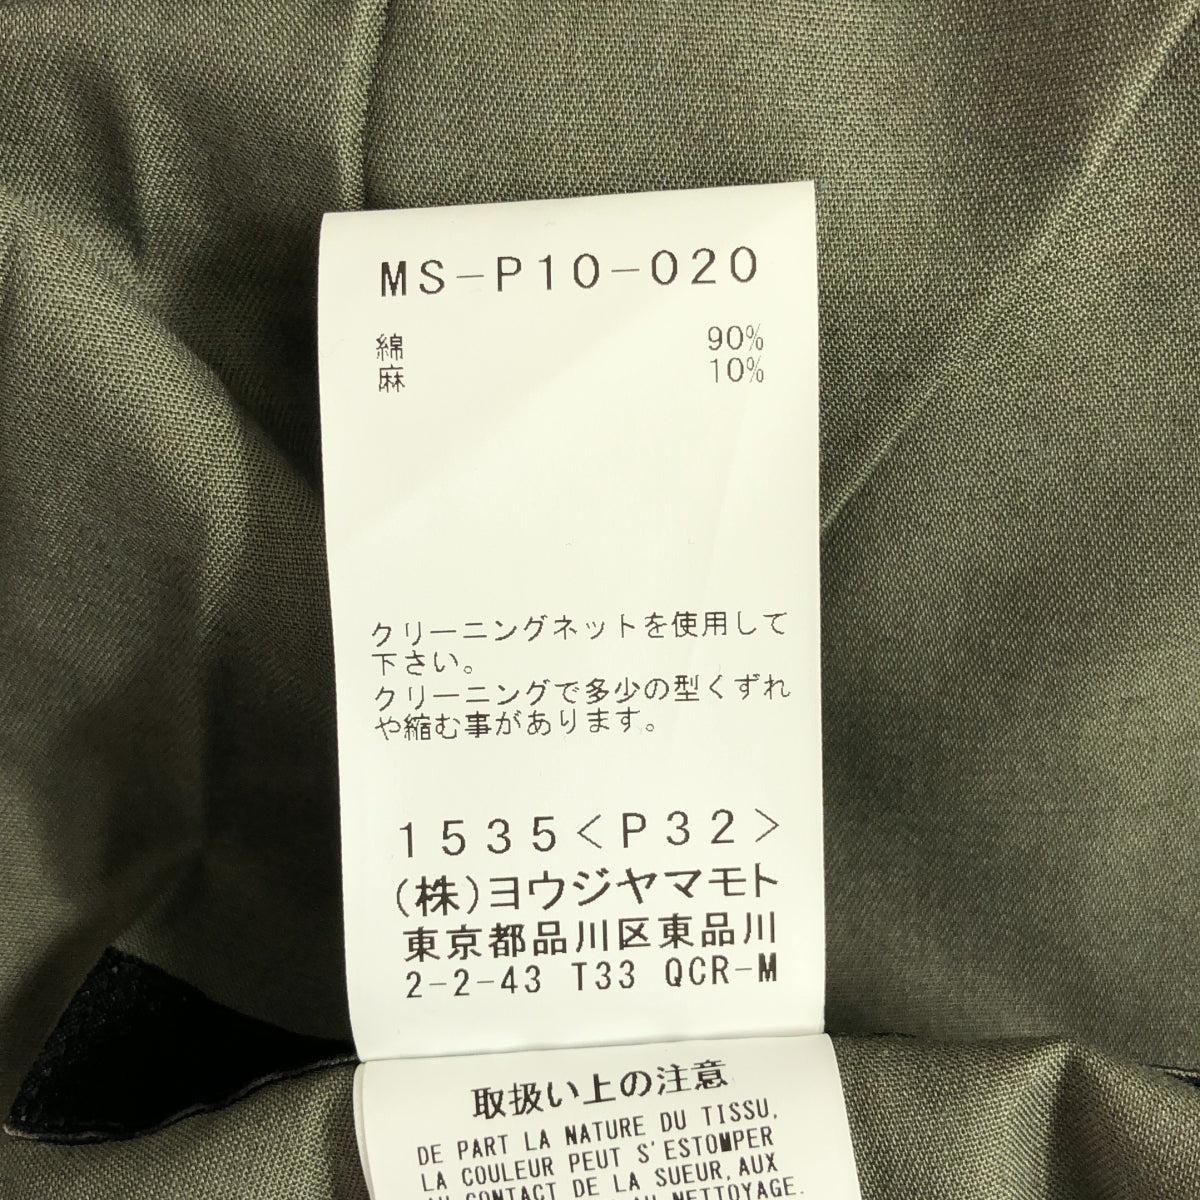 MS-P10-020
綿 90%
麻 10%
クリーニングネットを使用して
下さい。
クリーニングで多少の型くずれ
や縮む事があります。
1535<P32>
(株)ヨウジヤマモト
東京都品川区東品川
2-2-43 T33 QCR-M
取扱い上の注意
DE PART LA NATURE DU TISSU,
LA COULEUR PEUT S'ESTOMPER
AU CONTACT DE LA SUEUR, AUX
AU NETTOYAGE.